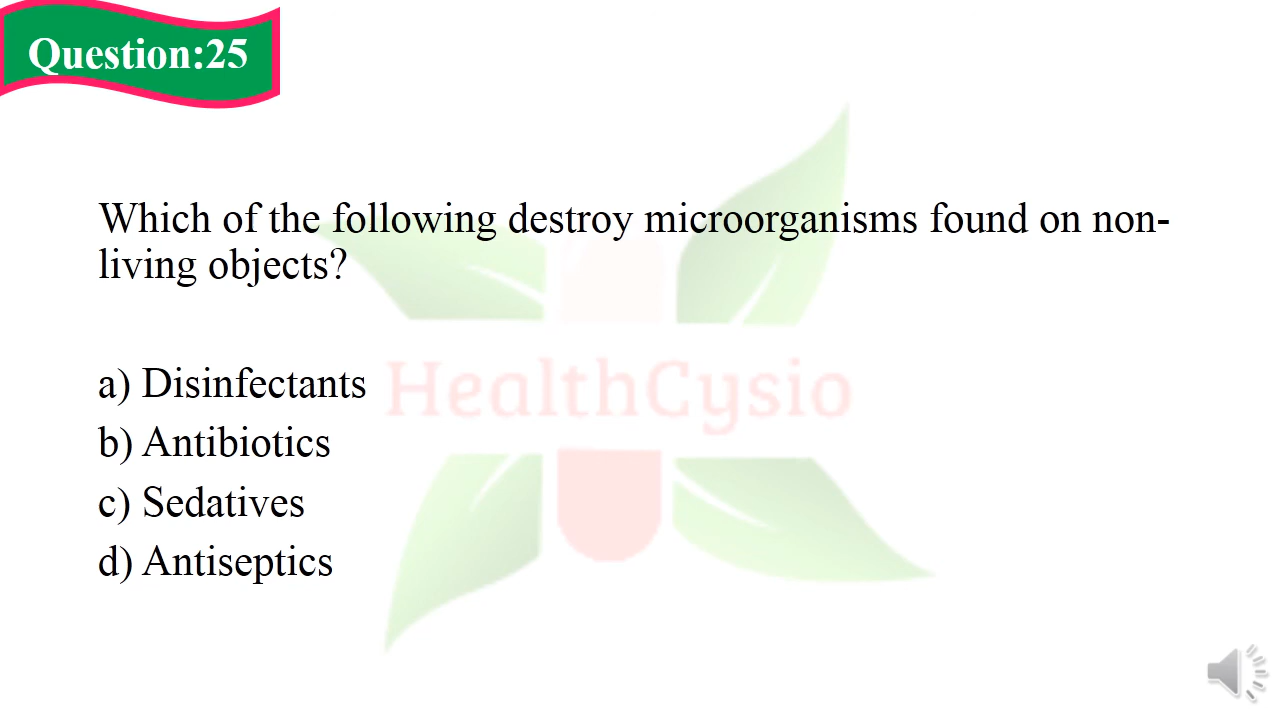 Question:25
Which of the following destroy microorganisms found on non-
living objects?
a) Disinfectants
HealthCysio
b) Antibiotics
c) Sedatives
d) Antiseptics